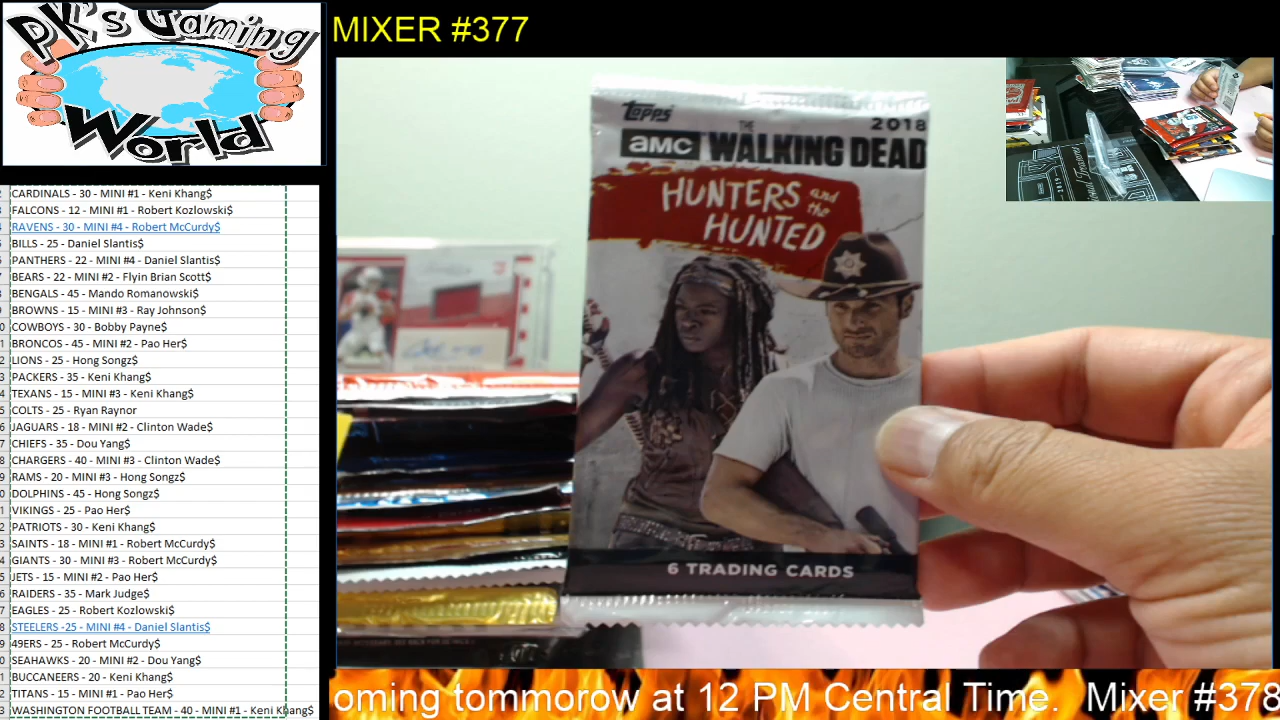 PK's Gaming
World
MIXER #377
CARDINALS - 30 - MINI #1 - Keni Khang$
FALCONS - 12 - MINI #1 - Robert Kozlowski$
RAVENS - 30 - MINI #4 - Robert McCurdy$
BILLS - 25 - Daniel Slantis$
PANTHERS - 22 - MINI #4 - Daniel Slantis$
BEARS - 22 - MINI #2 - Flyin Brian Scott$
BENGALS - 45 - Mando Romanowski$
BROWNS - 15 - MINI #3 - Ray Johnson$
COWBOYS - 30 - Bobby Payne$
BRONCOS - 45 - MINI #2 - Pao Her$
LIONS - 25 - Hong Songz$
PACKERS - 35 - Keni Khang$
TEXANS - 15 - MINI #3 - Keni Khang$
COLTS - 25 - Ryan Raynor
JAGUARS - 18 - MINI #2 - Clinton Wade$
CHIEFS - 35 - Dou Yang$
CHARGERS - 40 - MINI #3 - Clinton Wade$
RAMS - 20 - MINI #3 - Hong Songz$
DOLPHINS - 45 - Hong Songz$
VIKINGS - 25 - Pao Her$
PATRIOTS - 30 - Keni Khang$
SAINTS - 18 - MINI #1 - Robert McCurdy$
GIANTS - 30 - MINI #3 - Robert McCurdy$
JETS - 15 - MINI #2 - Pao Her$
RAIDERS - 35 - Mark Judge$
EAGLES - 25 - Robert Kozlowski$
STEELERS -25 - MINI #4 - Daniel Slantis$
49ERS - 25 - Robert McCurdy$
SEAHAWKS - 20 - MINI #2 - Dou Yang$
BUCCANEERS - 20 - Keni Khang$
TITANS - 15 - MINI #1 - Pao Her$
WASHINGTON FOOTBALL TEAM - 40 - MINI #1 - Keni Khang$
Topps 2018
amc THE WALKING DEAD
HUNTERS and
the HUNTED
6 TRADING CARDS
oming tommorow at 12 PM Central Time. Mixer #378